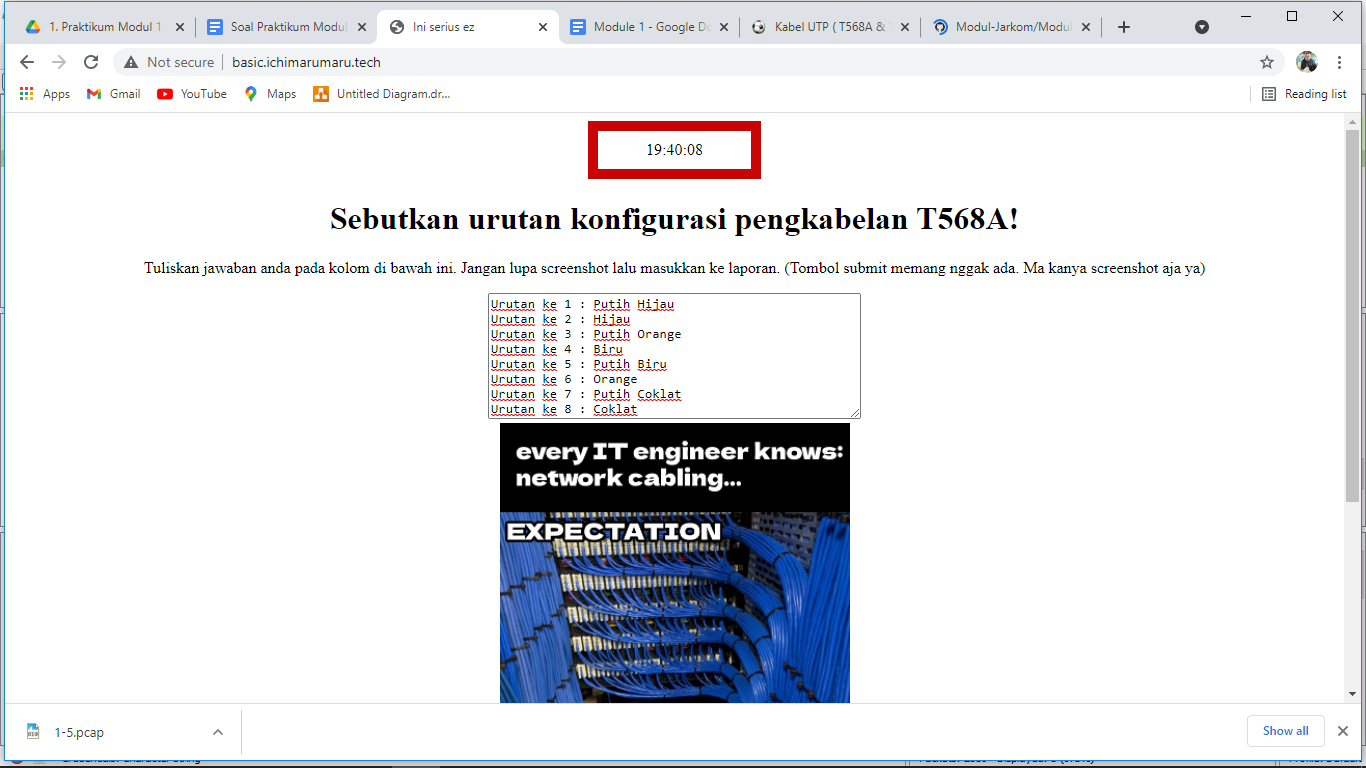 1. Praktikum Modul 1
Soal Praktikum Modul
Ini serius ez
Module 1 - Google Do
Kabel UTP ( T568A & T
Modul-Jarkom/Modul
Not secure
basic.ichimarumaru.tech
Apps
Gmail
YouTube
Maps
Untitled Diagram.dr...
Reading list
19:40:08
Sebutkan urutan konfigurasi pengkabelan T568A!
Tuliskan jawaban anda pada kolom di bawah ini. Jangan lupa screenshot lalu masukkan ke laporan. (Tombol submit memang nggak ada. Ma kanya screenshot aja ya)
Urutan ke 1 : Putih Hijau
Urutan ke 2 : Hijau
Urutan ke 3 : Putih Orange
Urutan ke 4 : Biru
Urutan ke 5 : Putih Biru
Urutan ke 6 : Orange
Urutan ke 7 : Putih Coklat
Urutan ke 8 : Coklat
every IT engineer knows:
network cabling...
EXPECTATION
1-5.pcap
Show all